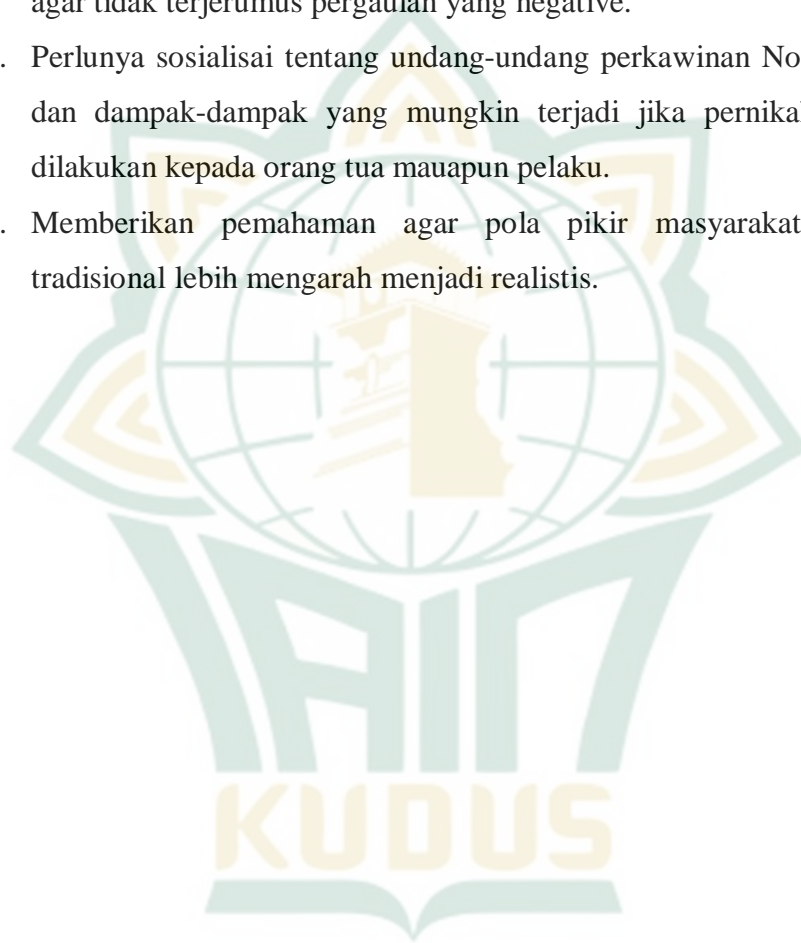 agar tidak terjerumus pergaulan yang negative.
. Perlunya sosialisai tentang undang-undang perkawinan No
dan dampak-dampak yang mungkin terjadi jika
dilakukan kepada orang tua mauapun pelaku.
. Memberikan pemahaman agar pola pikir masyarakat
tradisional lebih mengarah menjadi realistis.
IAIN
KUDUS